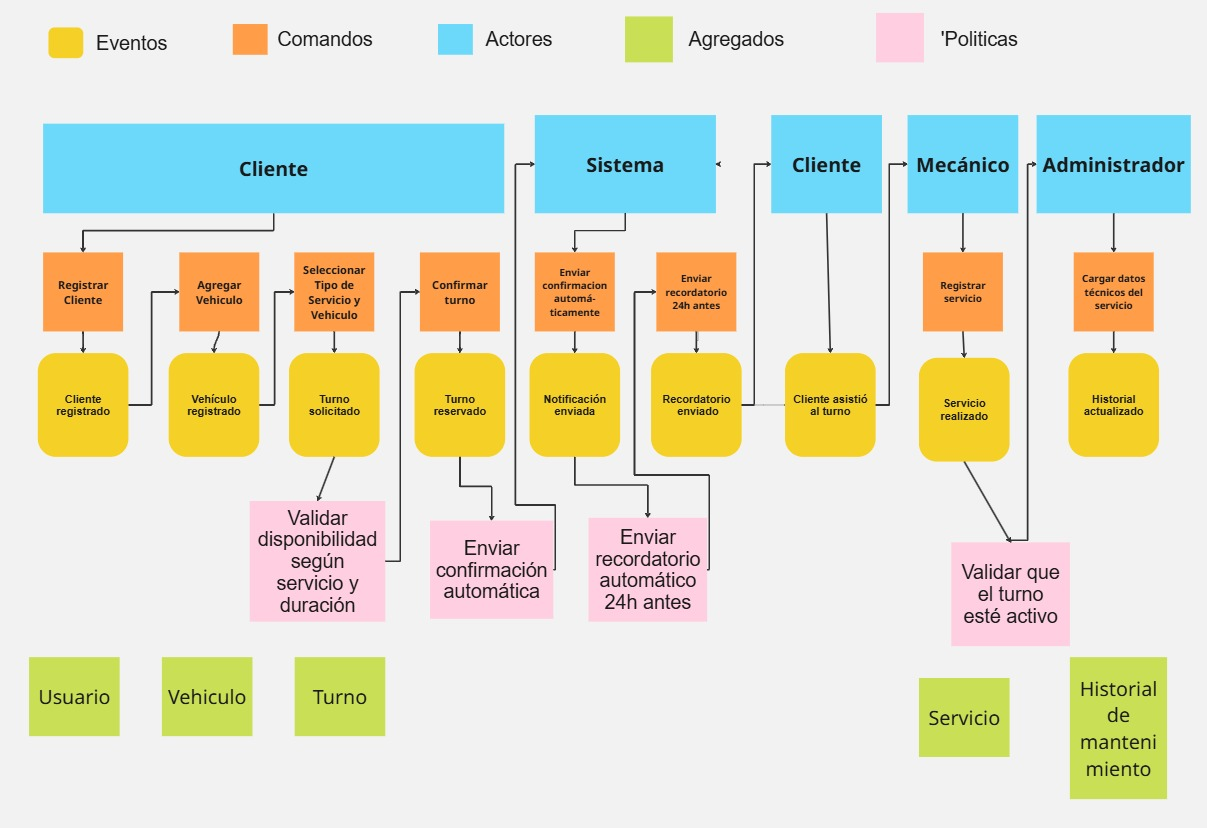 Eventos
Comandos
Actores
Agregados
'Politicas
Cliente
Sistema
Cliente
Mecánico
Administrador
Registrar
Cliente
Agregar
Vehiculo
Seleccionar
Tipo de
Servicio y
Vehiculo
Confirmar
turno
Enviar
confirmacion
automá-
ticamente
Enviar
recordatorio
24h antes
Registrar
servicio
Cargar datos
técnicos del
servicio
Cliente
registrado
Vehículo
registrado
Turno
solicitado
Turno
reservado
Notificación
enviada
Recordatorio
enviado
Cliente asistió
al turno
Servicio
realizado
Historial
actualizado
Validar
disponibilidad
según
servicio y
duración
Enviar
confirmación
automática
Enviar
recordatorio
automático
24h antes
Validar que
el turno
esté activo
Usuario
Vehiculo
Turno
Servicio
Historial
de
manteni
miento